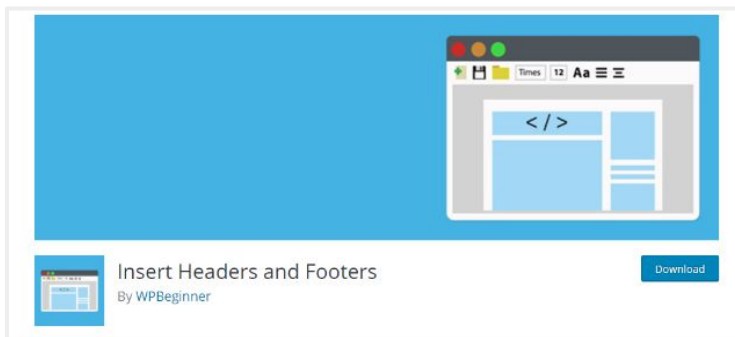 Times 12 Aa
</>
Insert Headers and Footers
By WPBeginner
Download